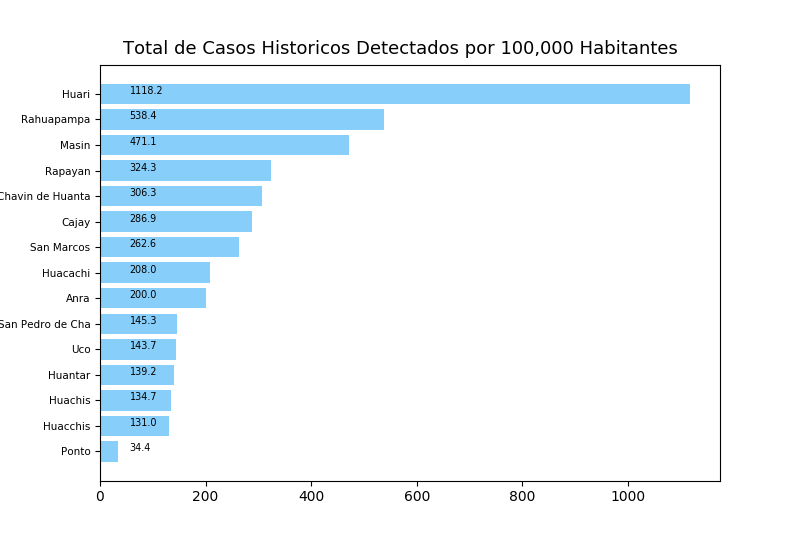 Total de Casos Historicos Detectados por 100,000 Habitantes
Huari 1118.2
Rahuapampa 538.4
Masin 471.1
Rapayan 324.3
Chavin de Huanta 306.3
Cajay 286.9
San Marcos 262.6
Huacachi 208.0
Anra 200.0
San Pedro de Cha 145.3
Uco 143.7
Huantar 139.2
Huachis 134.7
Huacchis 131.0
Ponto 34.4
0 200 400 600 800 1000